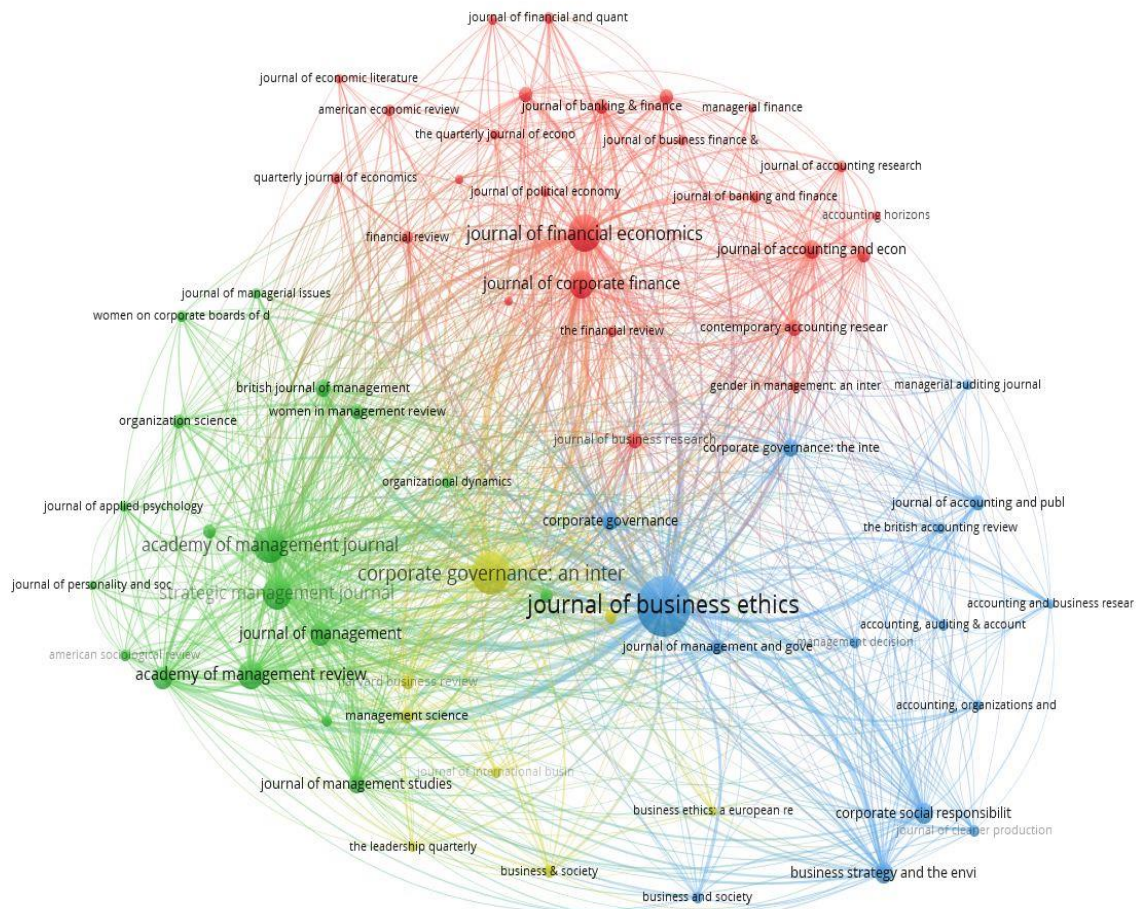 journal of financial and quant
journal of economic literature
american economic review
journal of banking & finance
managerial finance
the quarterly journal of econo
journal of business finance &
journal of accounting research
quarterly journal of economics
journal of political economy
journal of banking and finance
accounting horizons
financial review
journal of financial economics
journal of accounting and econ
journal of corporate finance
journal of managerial issues
women on corporate boards of d
the financial review
contemporary accounting resear
british journal of management
gender in management: an inter
managerial auditing journal
women in management review
organization science
journal of business research
corporate governance: the inte
organizational dynamics
journal of applied psychology
corporate governance
journal of accounting and publ
the british accounting review
academy of management journal
corporate governance: an inter
journal of personality and soc
strategic management journal
journal of business ethics
accounting and business resear
accounting, auditing & account
journal of management
journal of management and gove
management decision
american sociological review
academy of management review
harvard business review
management science
accounting, organizations and
journal of international busin
journal of management studies
business ethics: a european re
corporate social responsibilit
journal of cleaner production
the leadership quarterly
business & society
business strategy and the envi
business and society